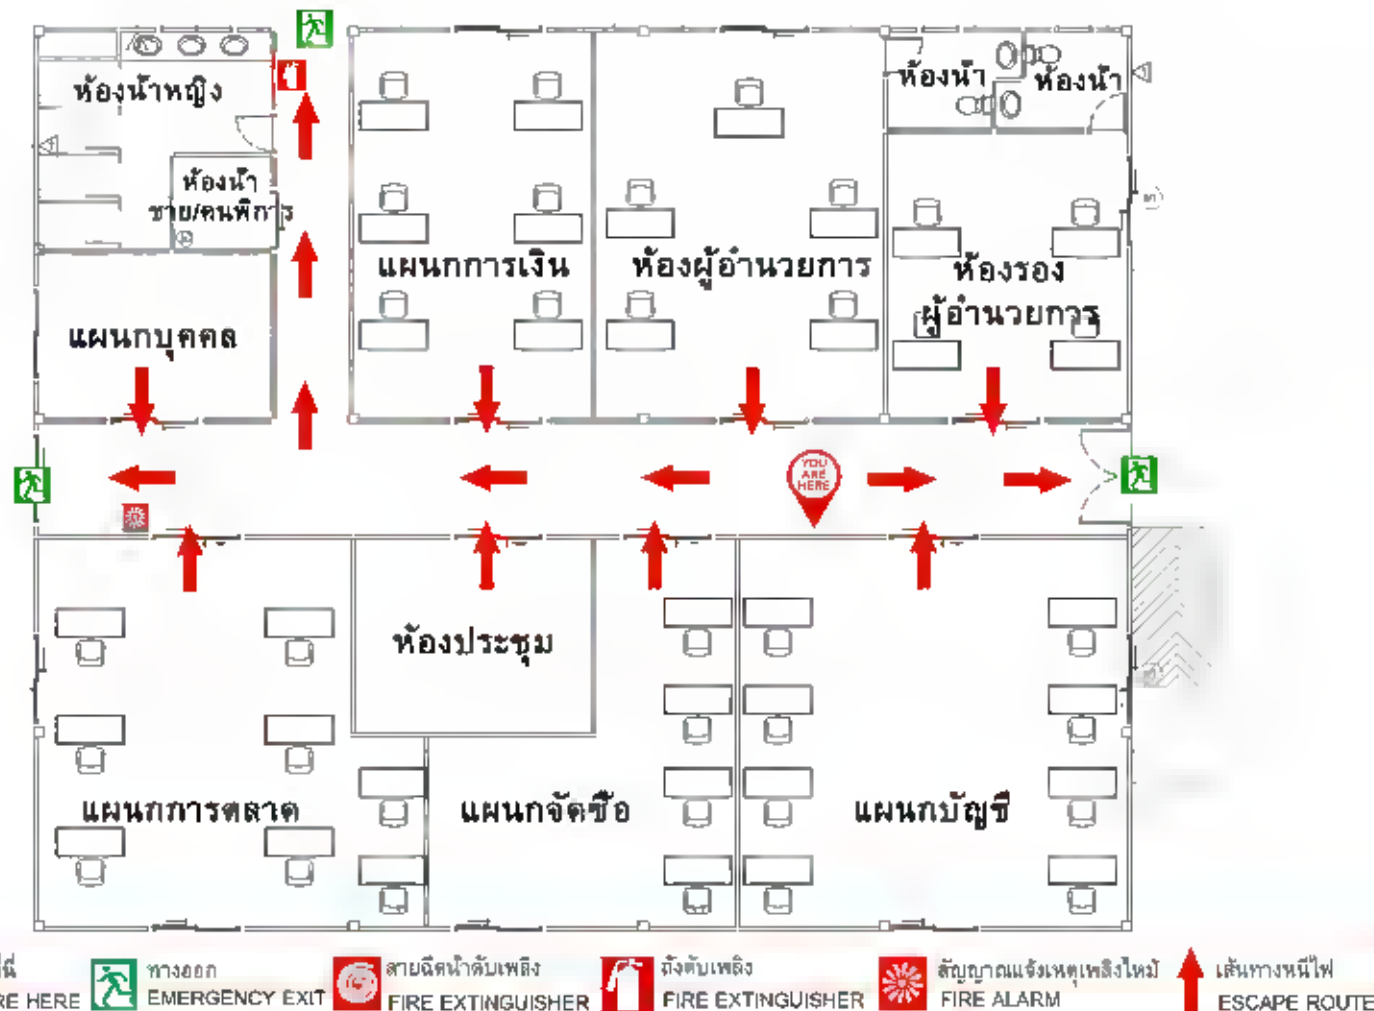 ห้องน้ำหญิง
ห้องน้ำ
ห้องน้ำ
ห้องน้ำ
ชาย/คนพิการ
แผนกการเงิน
ห้องผู้อำนวยการ
ห้องรอง
ผู้อำนวยการ
แผนกบุคคล
YOU
ARE
HERE
ห้องประชุม
แผนกการตลาด
แผนกจัดซื้อ
แผนกบัญชี
RE HERE
ทางออก
EMERGENCY EXIT
สายฉีดน้ำดับเพลิง
FIRE EXTINGUISHER
ถังดับเพลิง
FIRE EXTINGUISHER
สัญญาณแจ้งเหตุเพลิงไหม้
FIRE ALARM
เส้นทางหนีไฟ
ESCAPE ROUTE